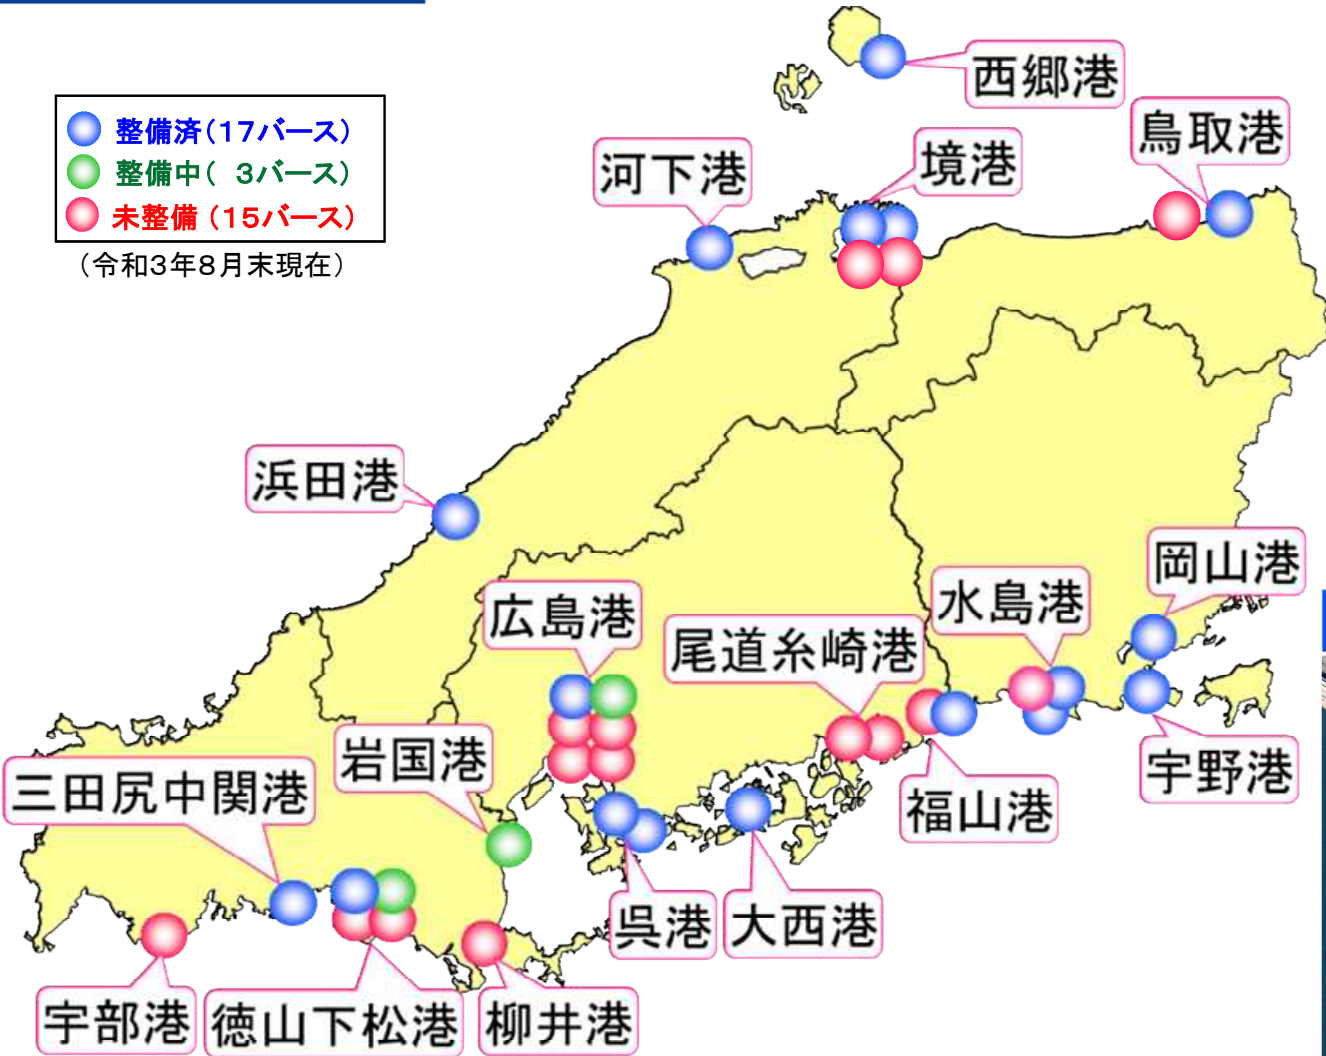 整備済(17バース)
整備中( 3バース)
未整備(15バース)
(令和3年8月末現在)
西郷港
鳥取港
境港
河下港
浜田港
岡山港
水島港
広島港
尾道糸崎港
岩国港
三田尻中関港
宇野港
福山港
呉港
大西港
宇部港
徳山下松港
柳井港